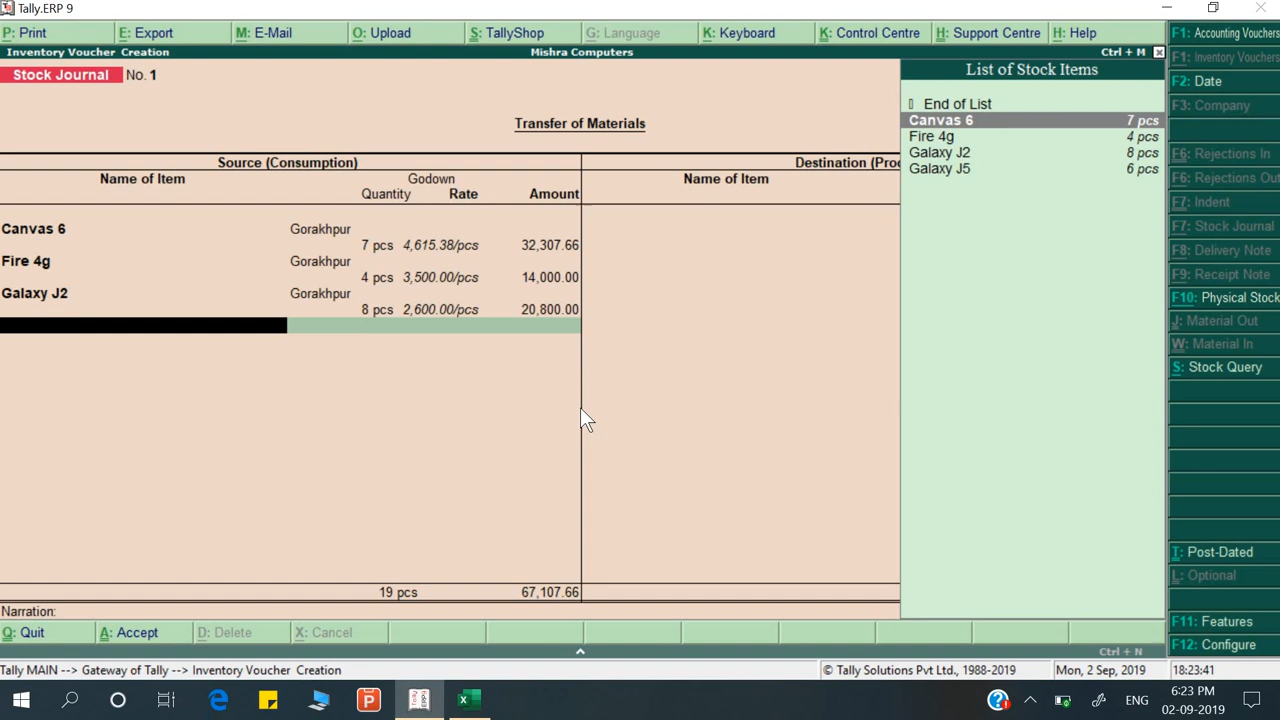 Tally.ERP 9
P: Print E: Export M: E-Mail O: Upload S: TallyShop G: Language K: Keyboard K: Control Centre H: Support Centre H: Help
Inventory Voucher Creation Mishra Computers Ctrl + M
Stock Journal No. 1
Transfer of Materials
Source (Consumption) Destination (Proc
Name of Item Godown Name of Item
Quantity Rate Amount
Canvas 6 Gorakhpur
7 pcs 4,615.38/pcs 32,307.66
Fire 4g Gorakhpur
4 pcs 3,500.00/pcs 14,000.00
Galaxy J2 Gorakhpur
8 pcs 2,600.00/pcs 20,800.00
19 pcs 67,107.66
Narration:
List of Stock Items
End of List
Canvas 6 7 pcs
Fire 4g 4 pcs
Galaxy J2 8 pcs
Galaxy J5 6 pcs
F1: Accounting Vouchers
F1: Inventory Vouchers
F2: Date
F3: Company
F6: Rejections In
F6: Rejections Out
F7: Indent
F7: Stock Journal
F8: Delivery Note
F9: Receipt Note
F10: Physical Stock
J: Material Out
W: Material In
S: Stock Query
T: Post-Dated
L: Optional
F11: Features
F12: Configure
Q: Quit A: Accept D: Delete X: Cancel
Ctrl + N
Tally MAIN --> Gateway of Tally --> Inventory Voucher Creation © Tally Solutions Pvt Ltd., 1988-2019 Mon, 2 Sep, 2019 18:23:41
ENG 6:23 PM
02-09-2019